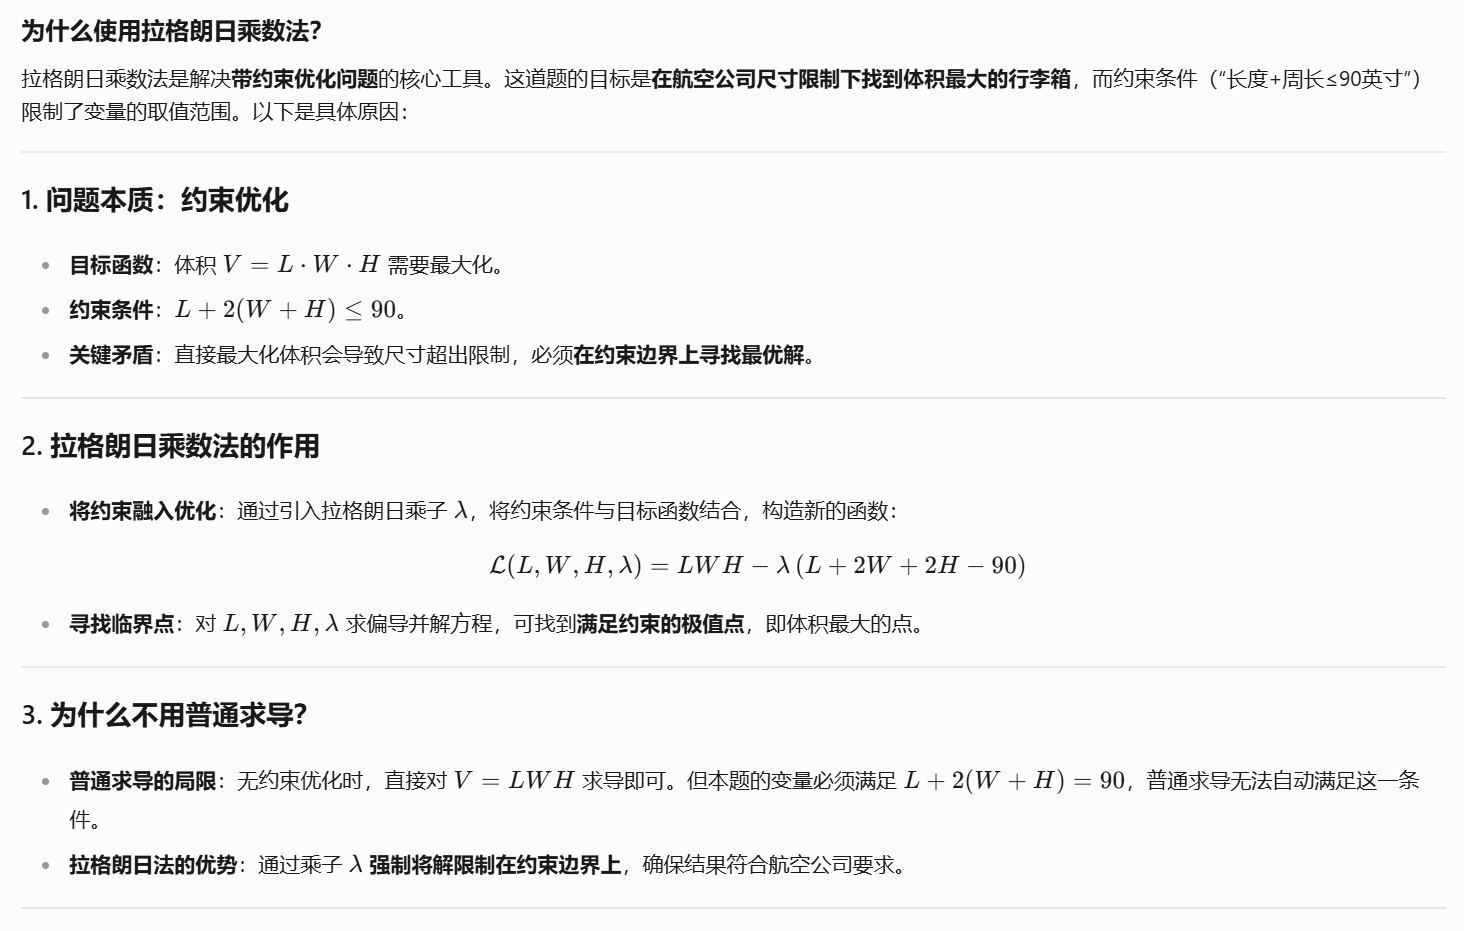 为什么使用拉格朗日乘数法？
拉格朗日乘数法是解决带约束优化问题的核心工具。这道题的目标是在航空公司尺寸限制下找到体积最大的行李箱，而约束条件（“长度+周长≤90英寸”）
限制了变量的取值范围。以下是具体原因：
1. 问题本质：约束优化
• 目标函数：体积 V = L · W · H 需要最大化。
• 约束条件：L + 2(W + H) ≤ 90。
• 关键矛盾：直接最大化体积会导致尺寸超出限制，必须在约束边界上寻找最优解。
2. 拉格朗日乘数法的作用
• 将约束融入优化：通过引入拉格朗日乘子 λ，将约束条件与目标函数结合，构造新的函数：
ℒ(L, W, H, λ) = LWH − λ (L + 2W + 2H − 90)
• 寻找临界点：对 L, W, H, λ 求偏导并解方程，可找到满足约束的极值点，即体积最大的点。
3. 为什么不用普通求导？
• 普通求导的局限：无约束优化时，直接对 V = LWH 求导即可。但本题的变量必须满足 L + 2(W + H) = 90，普通求导无法自动满足这一条
件。
• 拉格朗日法的优势：通过乘子 λ 强制将解限制在约束边界上，确保结果符合航空公司要求。